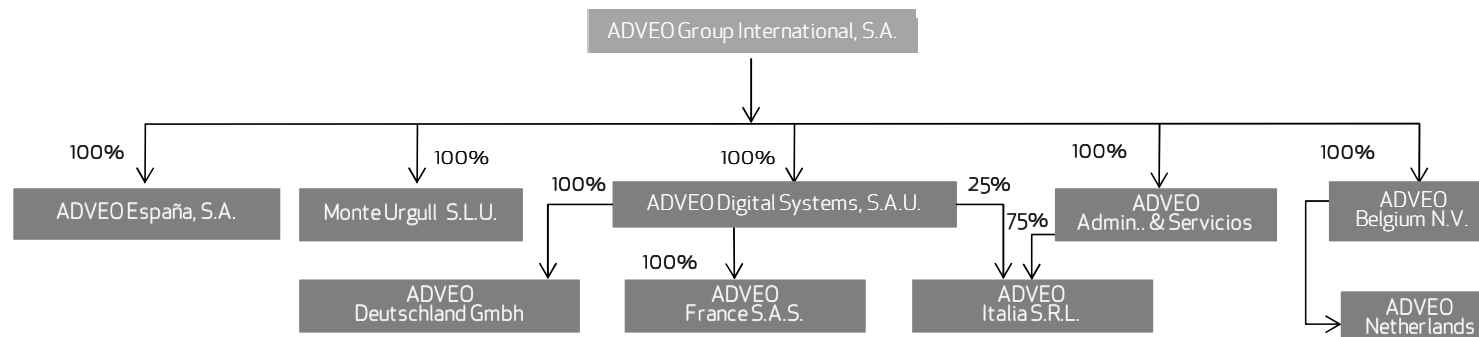 ADVEO Group International, S.A.
100%
100%
100%
100%
100%
ADVEO España, S.A.
Monte Urgull S.L.U.
100%
ADVEO Digital Systems, S.A.U.
25%
75%
ADVEO
Admin.. & Servicios
ADVEO
Belgium N.V.
100%
ADVEO
Deutschland Gmbh
ADVEO
France S.A.S.
ADVEO
Italia S.R.L.
ADVEO
Netherlands